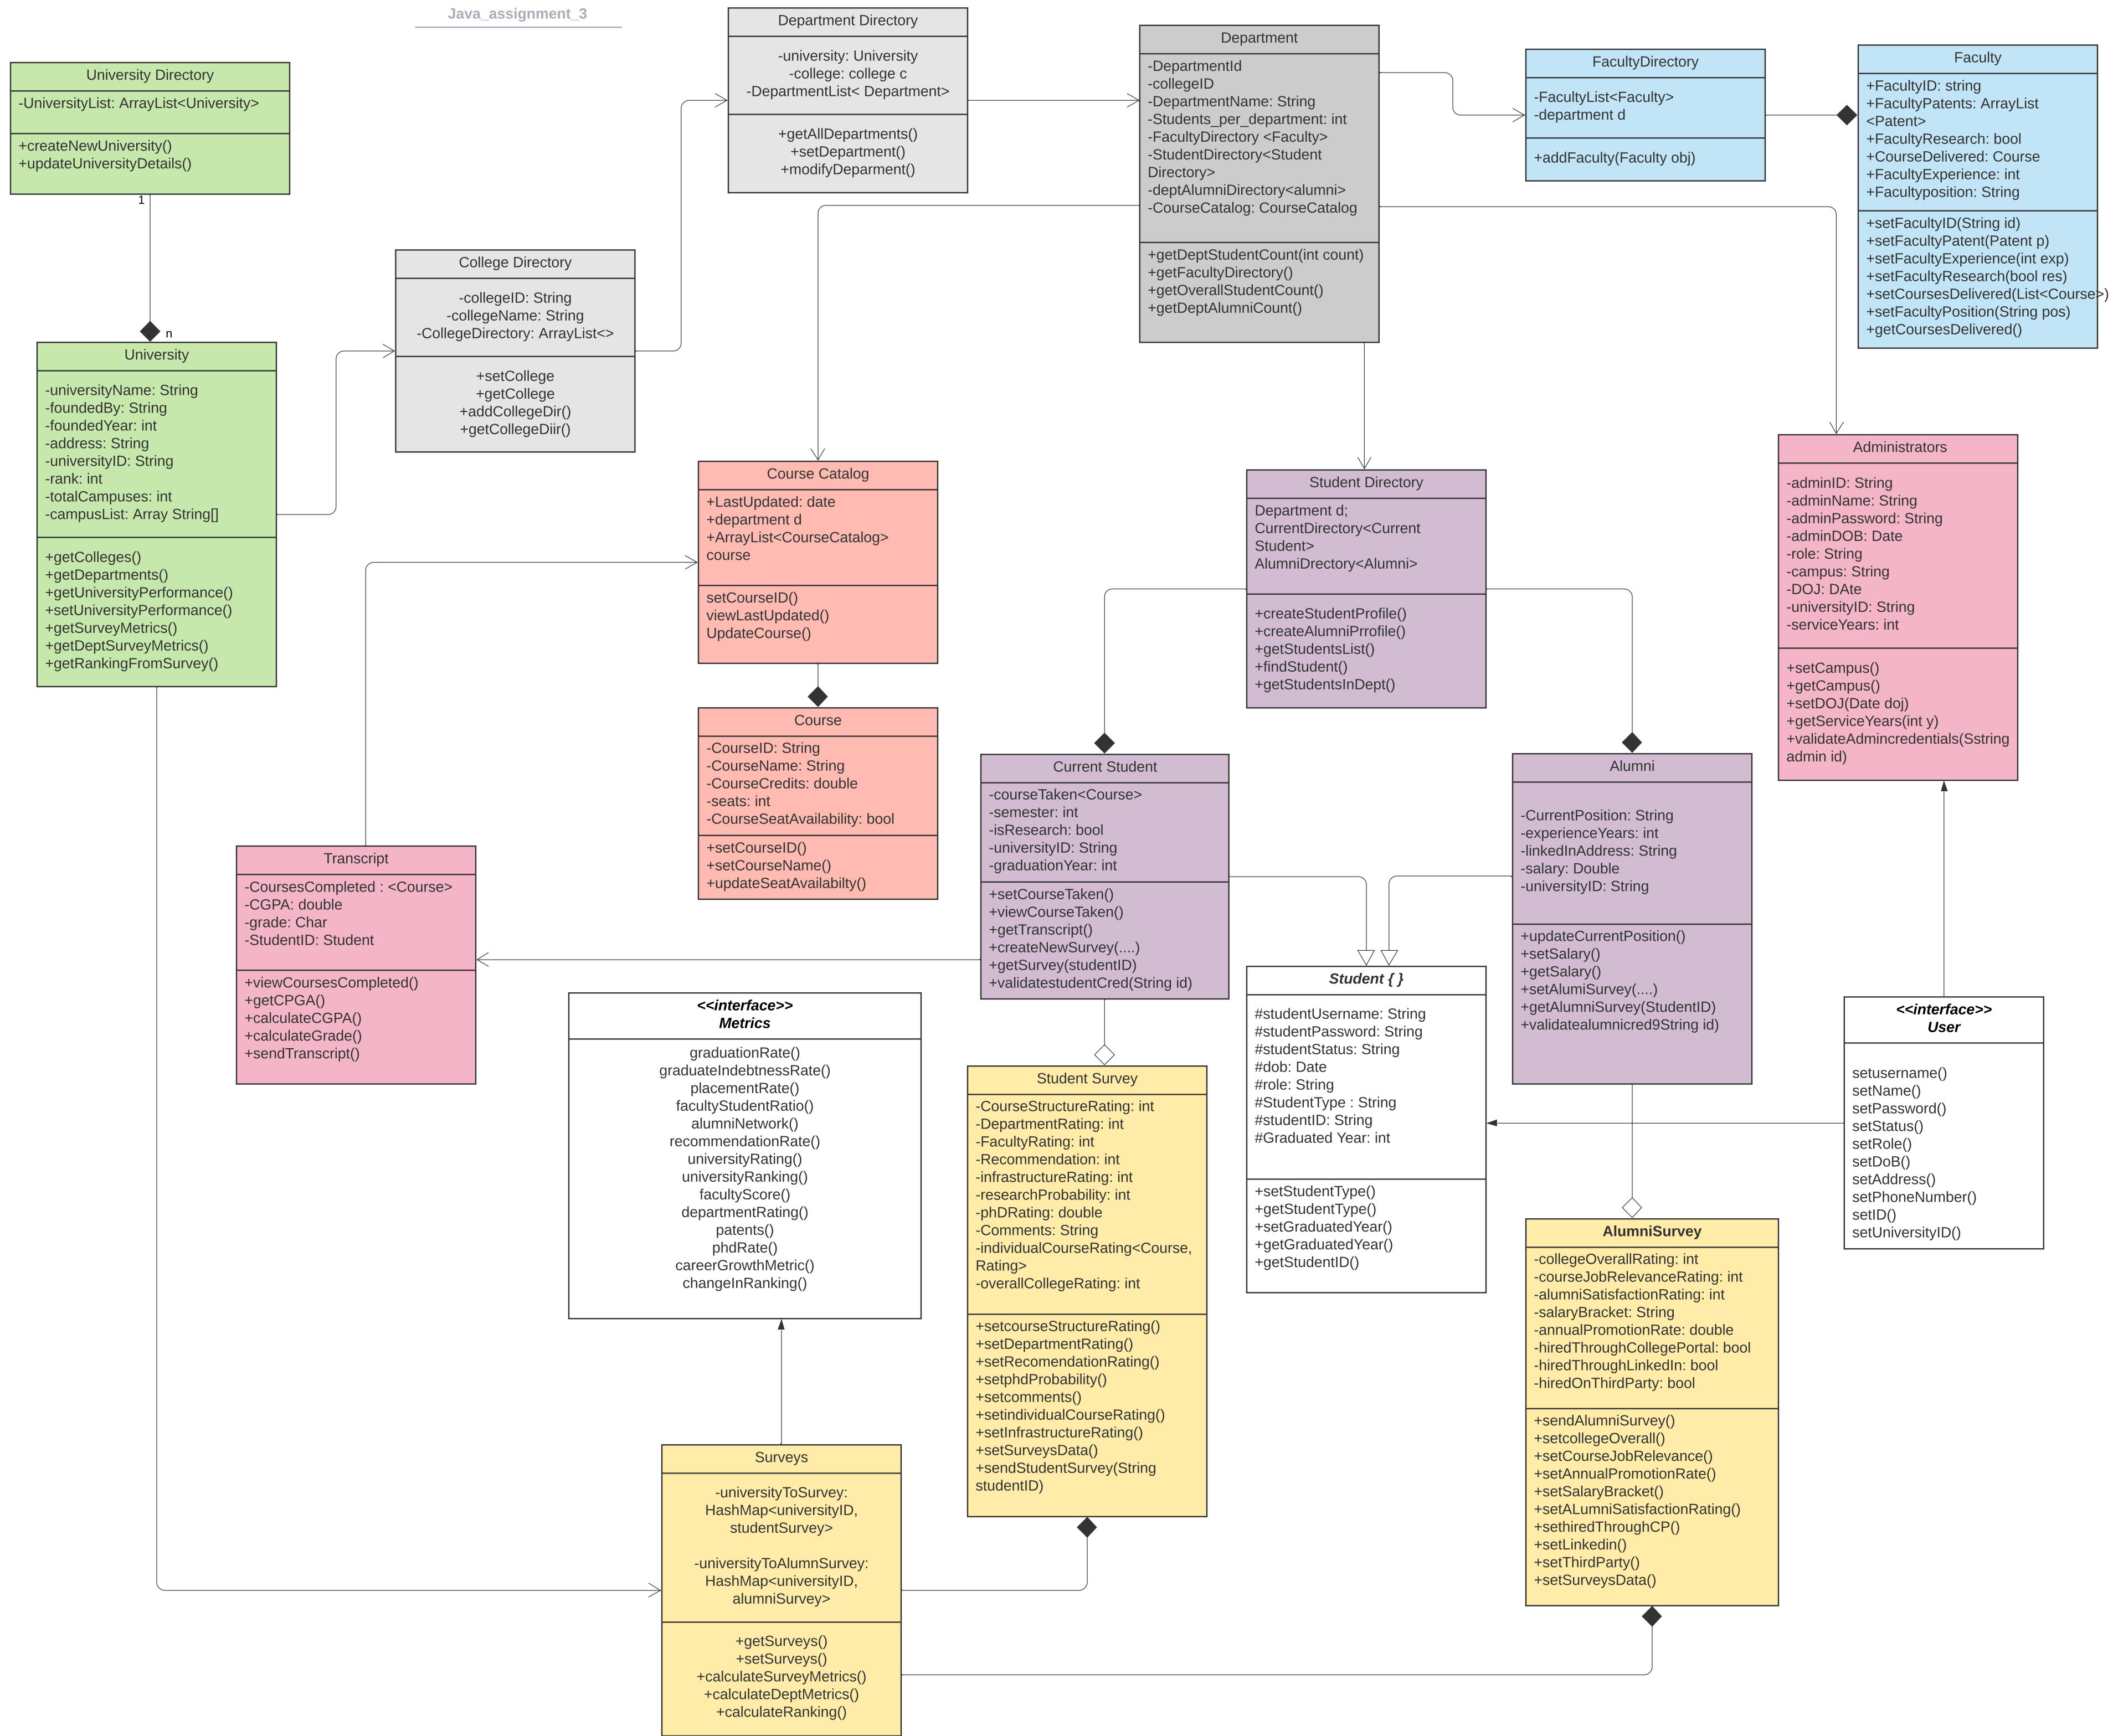 Java_assignment_3
University Directory
-UniversityList: ArrayList<University>
+createNewUniversity()
+updateUniversityDetails()
1
n
University
-universityName: String
-foundedBy: String
-foundedYear: int
-address: String
-universityID: String
-rank: int
-totalCampuses: int
-campusList: Array String[]
+getColleges()
+getDepartments()
+getUniversityPerformance()
+setUniversityPerformance()
+getSurveyMetrics()
+getDeptSurveyMetrics()
+getRankingFromSurvey()
College Directory
-collegeID: String
-collegeName: String
-CollegeDirectory: ArrayList<>
+setCollege
+getCollege
+addCollegeDir()
+getCollegeDiir()
Department Directory
-university: University
-college: college c
-DepartmentList< Department>
+getAllDepartments()
+setDepartment()
+modifyDeparment()
Department
-DepartmentId
-collegeID
-DepartmentName: String
-Students_per_department: int
-FacultyDirectory <Faculty>
-StudentDirectory<Student
Directory>
-deptAlumniDirectory<alumni>
-CourseCatalog: CourseCatalog
+getDeptStudentCount(int count)
+getFacultyDirectory()
+getOverallStudentCount()
+getDeptAlumniCount()
FacultyDirectory
-FacultyList<Faculty>
-department d
+addFaculty(Faculty obj)
Faculty
+FacultyID: string
+FacultyPatents: ArrayList
<Patent>
+FacultyResearch: bool
+CourseDelivered: Course
+FacultyExperience: int
+Facultyposition: String
+setFacultyID(String id)
+setFacultyPatent(Patent p)
+setFacultyExperience(int exp)
+setFacultyResearch(bool res)
+setCoursesDelivered(List<Course>)
+setFacultyPosition(String pos)
+getCoursesDelivered()
Course Catalog
+LastUpdated: date
+department d
+ArrayList<CourseCatalog>
course
setCourseID()
viewLastUpdated()
UpdateCourse()
Course
-CourseID: String
-CourseName: String
-CourseCredits: double
-seats: int
-CourseSeatAvailability: bool
+setCourseID()
+setCourseName()
+updateSeatAvailabilty()
Student Directory
Department d;
CurrentDirectory<Current
Student>
AlumniDrectory<Alumni>
+createStudentProfile()
+createAlumniPrrofile()
+getStudentsList()
+findStudent()
+getStudentsInDept()
Administrators
-adminID: String
-adminName: String
-adminPassword: String
-adminDOB: Date
-role: String
-campus: String
-DOJ: DAte
-universityID: String
-serviceYears: int
+setCampus()
+getCampus()
+setDOJ(Date doj)
+getServiceYears(int y)
+validateAdmincredentials(Sstring
admin id)
Current Student
-courseTaken<Course>
-semester: int
-isResearch: bool
-universityID: String
-graduationYear: int
+setCourseTaken()
+viewCourseTaken()
+getTranscript()
+createNewSurvey(....)
+getSurvey(studentID)
+validatestudentCred(String id)
Alumni
-CurrentPosition: String
-experienceYears: int
-linkedInAddress: String
-salary: Double
-universityID: String
+updateCurrentPosition()
+setSalary()
+getSalary()
+setAlumiSurvey(....)
+getAlumniSurvey(StudentID)
+validatealumnicred9String id)
Transcript
-CoursesCompleted : <Course>
-CGPA: double
-grade: Char
-StudentID: Student
+viewCoursesCompleted()
+getCPGA()
+calculateCGPA()
+calculateGrade()
+sendTranscript()
<<interface>>
Metrics
graduationRate()
graduateIndebtnessRate()
placementRate()
facultyStudentRatio()
alumniNetwork()
recommendationRate()
universityRating()
universityRanking()
facultyScore()
departmentRating()
patents()
phdRate()
careerGrowthMetric()
changeInRanking()
Student { }
#studentUsername: String
#studentPassword: String
#studentStatus: String
#dob: Date
#role: String
#StudentType : String
#studentID: String
#Graduated Year: int
+setStudentType()
+getStudentType()
+setGraduatedYear()
+getGraduatedYear()
+getStudentID()
<<interface>>
User
setusername()
setName()
setPassword()
setStatus()
setRole()
setDoB()
setAddress()
setPhoneNumber()
setID()
setUniversityID()
Student Survey
-CourseStructureRating: int
-DepartmentRating: int
-FacultyRating: int
-Recommendation: int
-infrastructureRating: int
-researchProbability: int
-phDRating: double
-Comments: String
-individualCourseRating<Course,
Rating>
-overallCollegeRating: int
+setcourseStructureRating()
+setDepartmentRating()
+setRecomendationRating()
+setphdProbability()
+setcomments()
+setindividualCourseRating()
+setInfrastructureRating()
+setSurveysData()
+sendStudentSurvey(String
studentID)
AlumniSurvey
-collegeOverallRating: int
-courseJobRelevanceRating: int
-alumniSatisfactionRating: int
-salaryBracket: String
-annualPromotionRate: double
-hiredThroughCollegePortal: bool
-hiredThroughLinkedIn: bool
-hiredOnThirdParty: bool
+sendAlumniSurvey()
+setcollegeOverall()
+setCourseJobRelevance()
+setAnnualPromotionRate()
+setSalaryBracket()
+setALumniSatisfactionRating()
+sethiredThroughCP()
+setLinkedin()
+setThirdParty()
+setSurveysData()
Surveys
-universityToSurvey:
HashMap<universityID,
studentSurvey>
-universityToAlumnSurvey:
HashMap<universityID,
alumniSurvey>
+getSurveys()
+setSurveys()
+calculateSurveyMetrics()
+calculateDeptMetrics()
+calculateRanking()